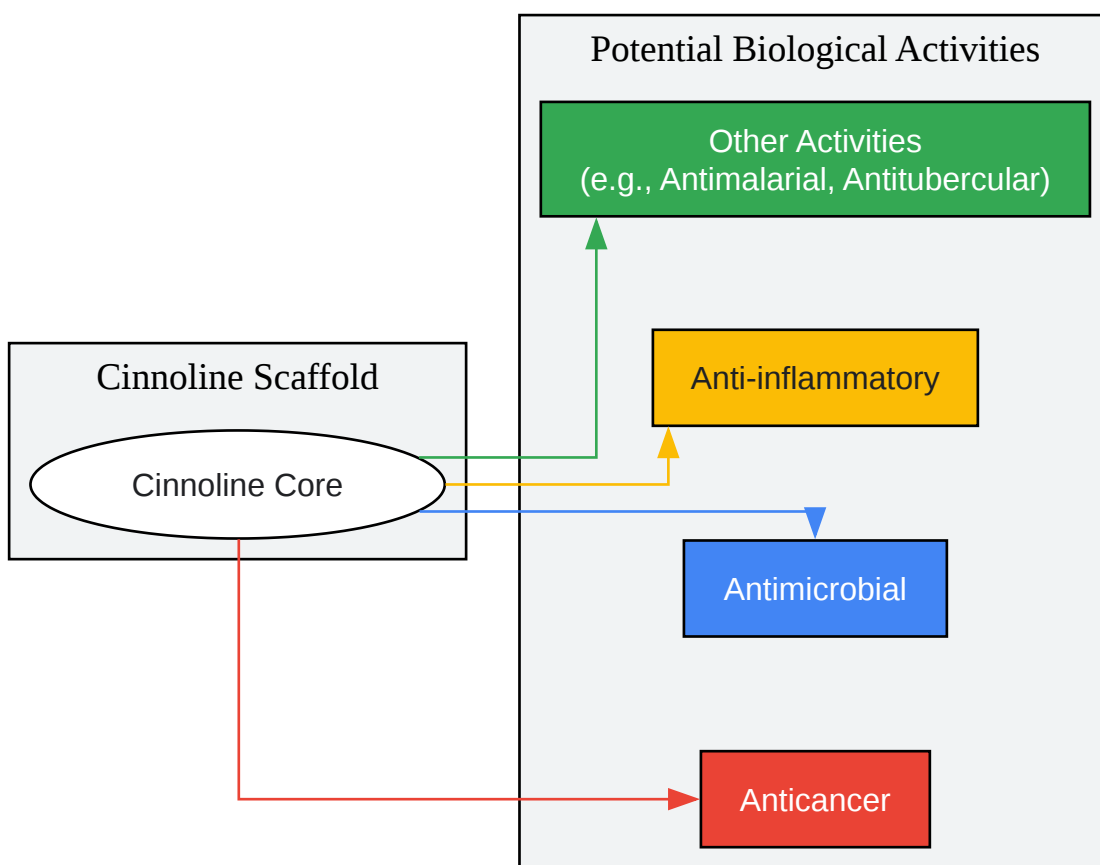 Potential Biological Activities
Other Activities
(e.g., Antimalarial, Antitubercular)
Anti-inflammatory
Cinnoline Scaffold
Cinnoline Core
Antimicrobial
Anticancer